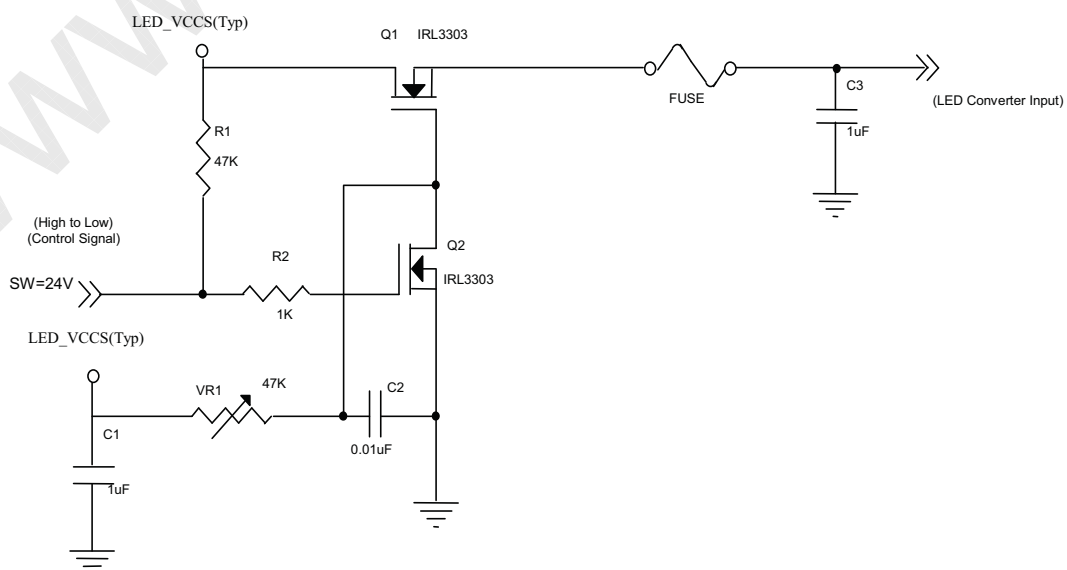 LED_VCCS(Typ)
Q1 IRL3303
FUSE
C3
1uF
(LED Converter Input)
R1
47K
(High to Low)
(Control Signal)
SW=24V
R2
1K
Q2
IRL3303
LED_VCCS(Typ)
VR1
47K
C2
0.01uF
C1
1uF